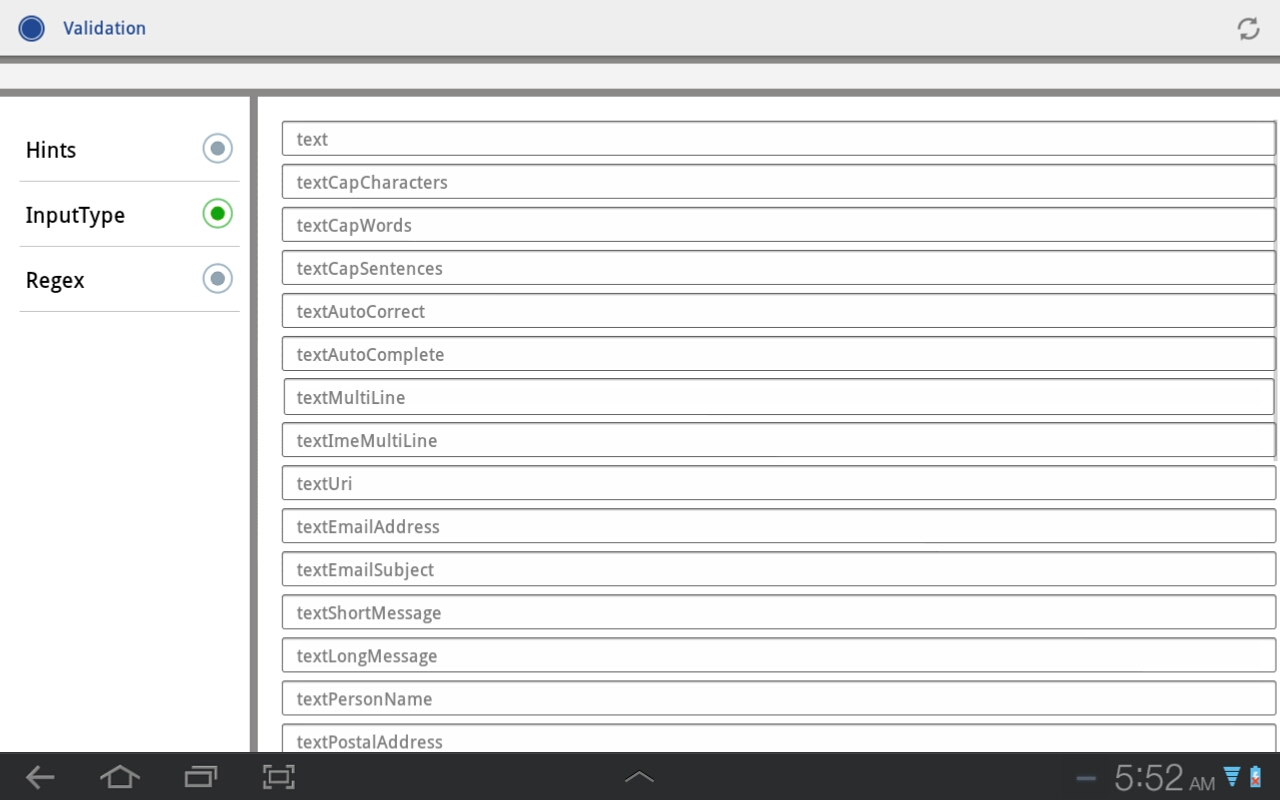 Validation
Hints
InputType
Regex
text
textCapCharacters
textCapWords
textCapSentences
textAutoCorrect
textAutoComplete
textMultiLine
textImeMultiLine
textUri
textEmailAddress
textEmailSubject
textShortMessage
textLongMessage
textPersonName
textPostalAddress
5:52 AM